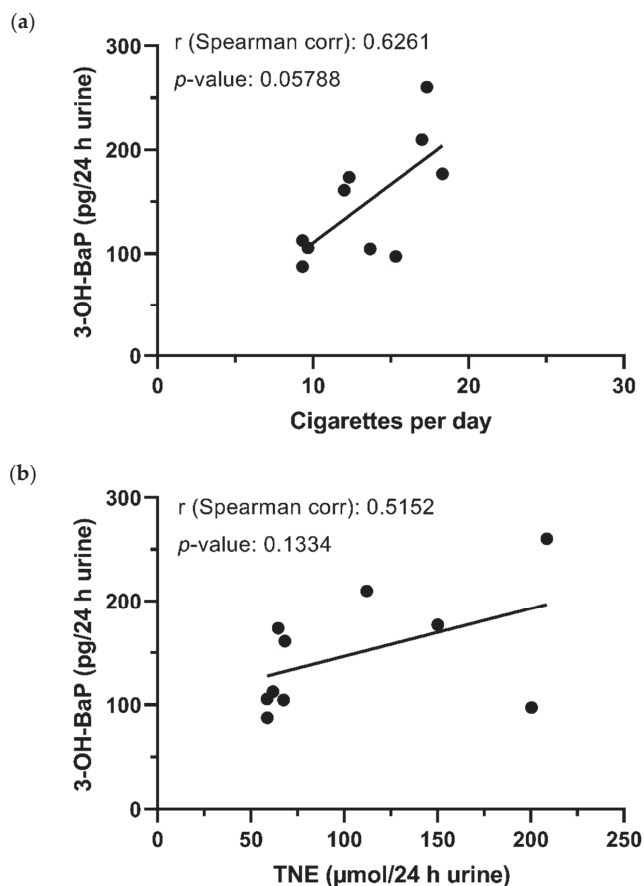 (a)
r (Spearman corr): 0.6261
p-value: 0.05788
3-OH-BaP (pg/24 h urine)
300
200
100
0
0 10 20 30
Cigarettes per day
(b)
r (Spearman corr): 0.5152
p-value: 0.1334
3-OH-BaP (pg/24 h urine)
300
200
100
0
0 50 100 150 200 250
TNE (μmol/24 h urine)